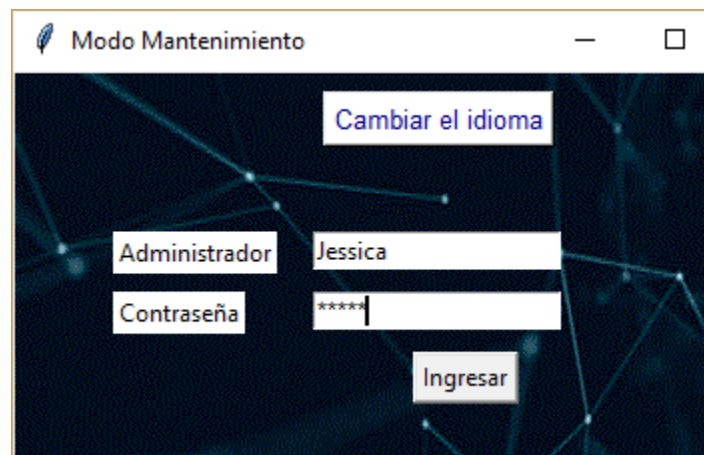 Modo Mantenimiento
Cambiar el idioma
Administrador Jessica
Contraseña *****
Ingresar